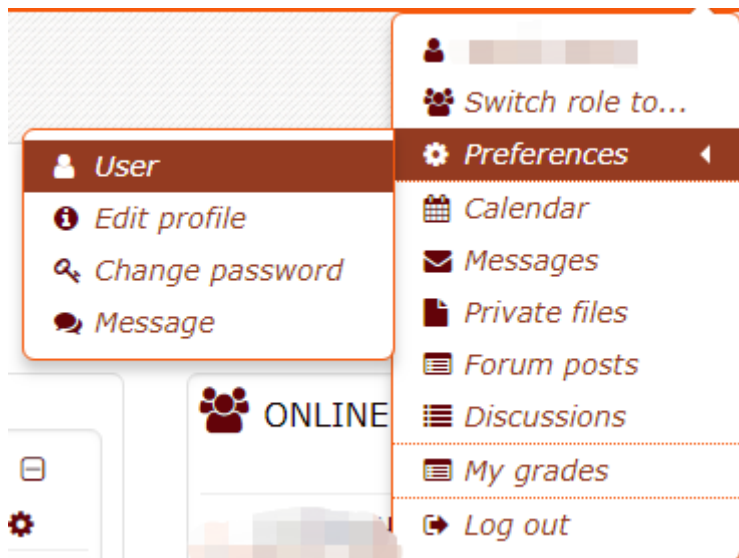 Switch role to...
Preferences
User
Edit profile
Change password
Message
Calendar
Messages
Private files
Forum posts
Discussions
My grades
Log out
ONLINE